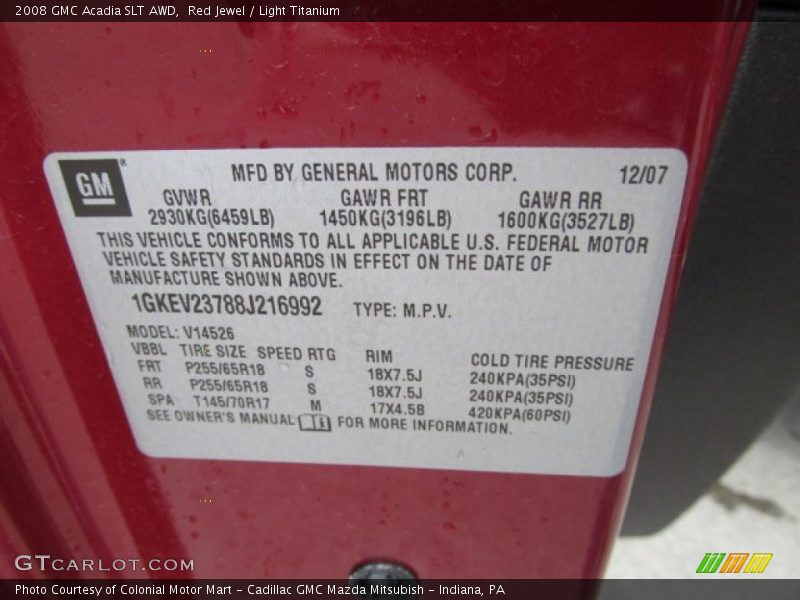 2008 GMC Acadia SLT AWD,  Red Jewel / Light Titanium
GM®
MFD BY GENERAL MOTORS CORP. 12/07
GVWR GAWR FRT GAWR RR
2930KG(6459LB) 1450KG(3196LB) 1600KG(3527LB)
THIS VEHICLE CONFORMS TO ALL APPLICABLE U.S. FEDERAL MOTOR
VEHICLE SAFETY STANDARDS IN EFFECT ON THE DATE OF
MANUFACTURE SHOWN ABOVE.
1GKEV23788J216992 TYPE: M.P.V.
MODEL: V14526
VBBL TIRE SIZE SPEED RTG RIM COLD TIRE PRESSURE
FRT P255/65R18 S 18X7.5J 240KPA(35PSI)
RR P255/65R18 S 18X7.5J 240KPA(35PSI)
SPA T145/70R17 M 17X4.5B 420KPA(60PSI)
SEE OWNER'S MANUAL FOR MORE INFORMATION.
GTCARLOT.COM
Photo Courtesy of Colonial Motor Mart - Cadillac GMC Mazda Mitsubish - Indiana, PA